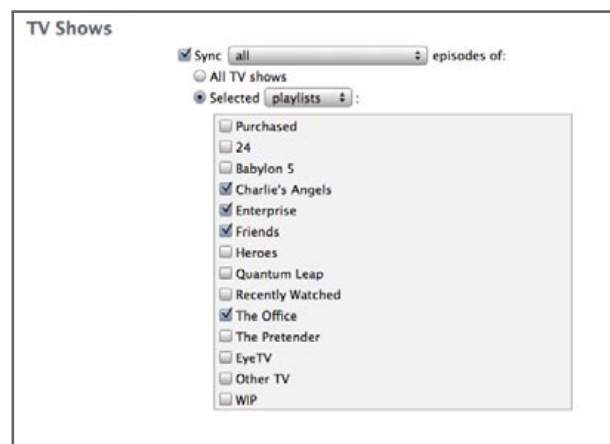 TV Shows
Sync all episodes of:
All TV shows
Selected playlists :
Purchased
24
Babylon 5
Charlie's Angels
Enterprise
Friends
Heroes
Quantum Leap
Recently Watched
The Office
The Pretender
EyeTV
Other TV
WIP